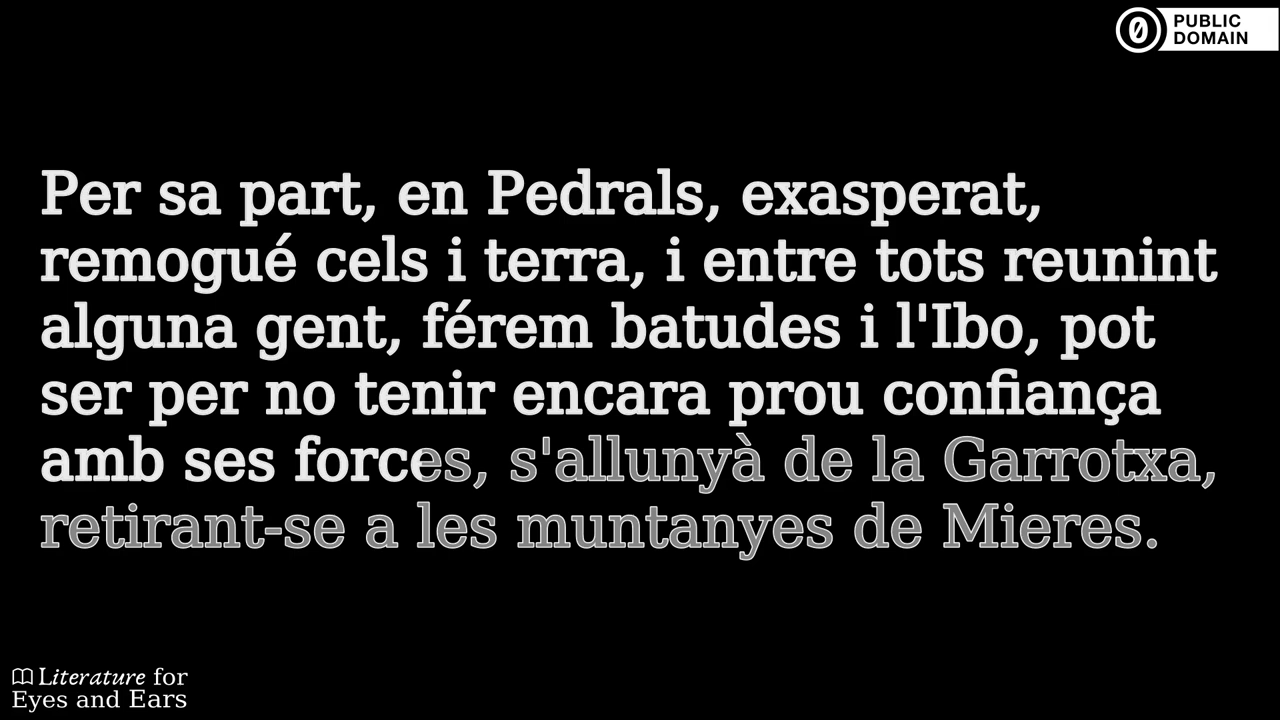 PUBLIC
DOMAIN
Per sa part, en Pedrals, exasperat,
remogué cels i terra, i entre tots reunint
alguna gent, férem batudes i l'Ibo, pot
ser per no tenir encara prou confiança
amb ses forces, s'allunyà de la Garrotxa,
retirant-se a les muntanyes de Mieres.
Literature for
Eyes and Ears